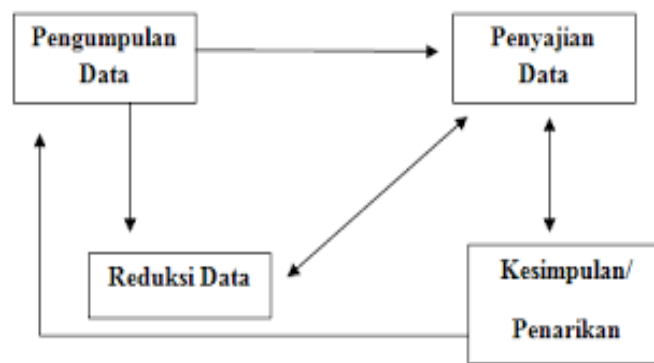 Pengumpulan
Data
Penyajian
Data
Reduksi Data
Kesimpulan/
Penarikan